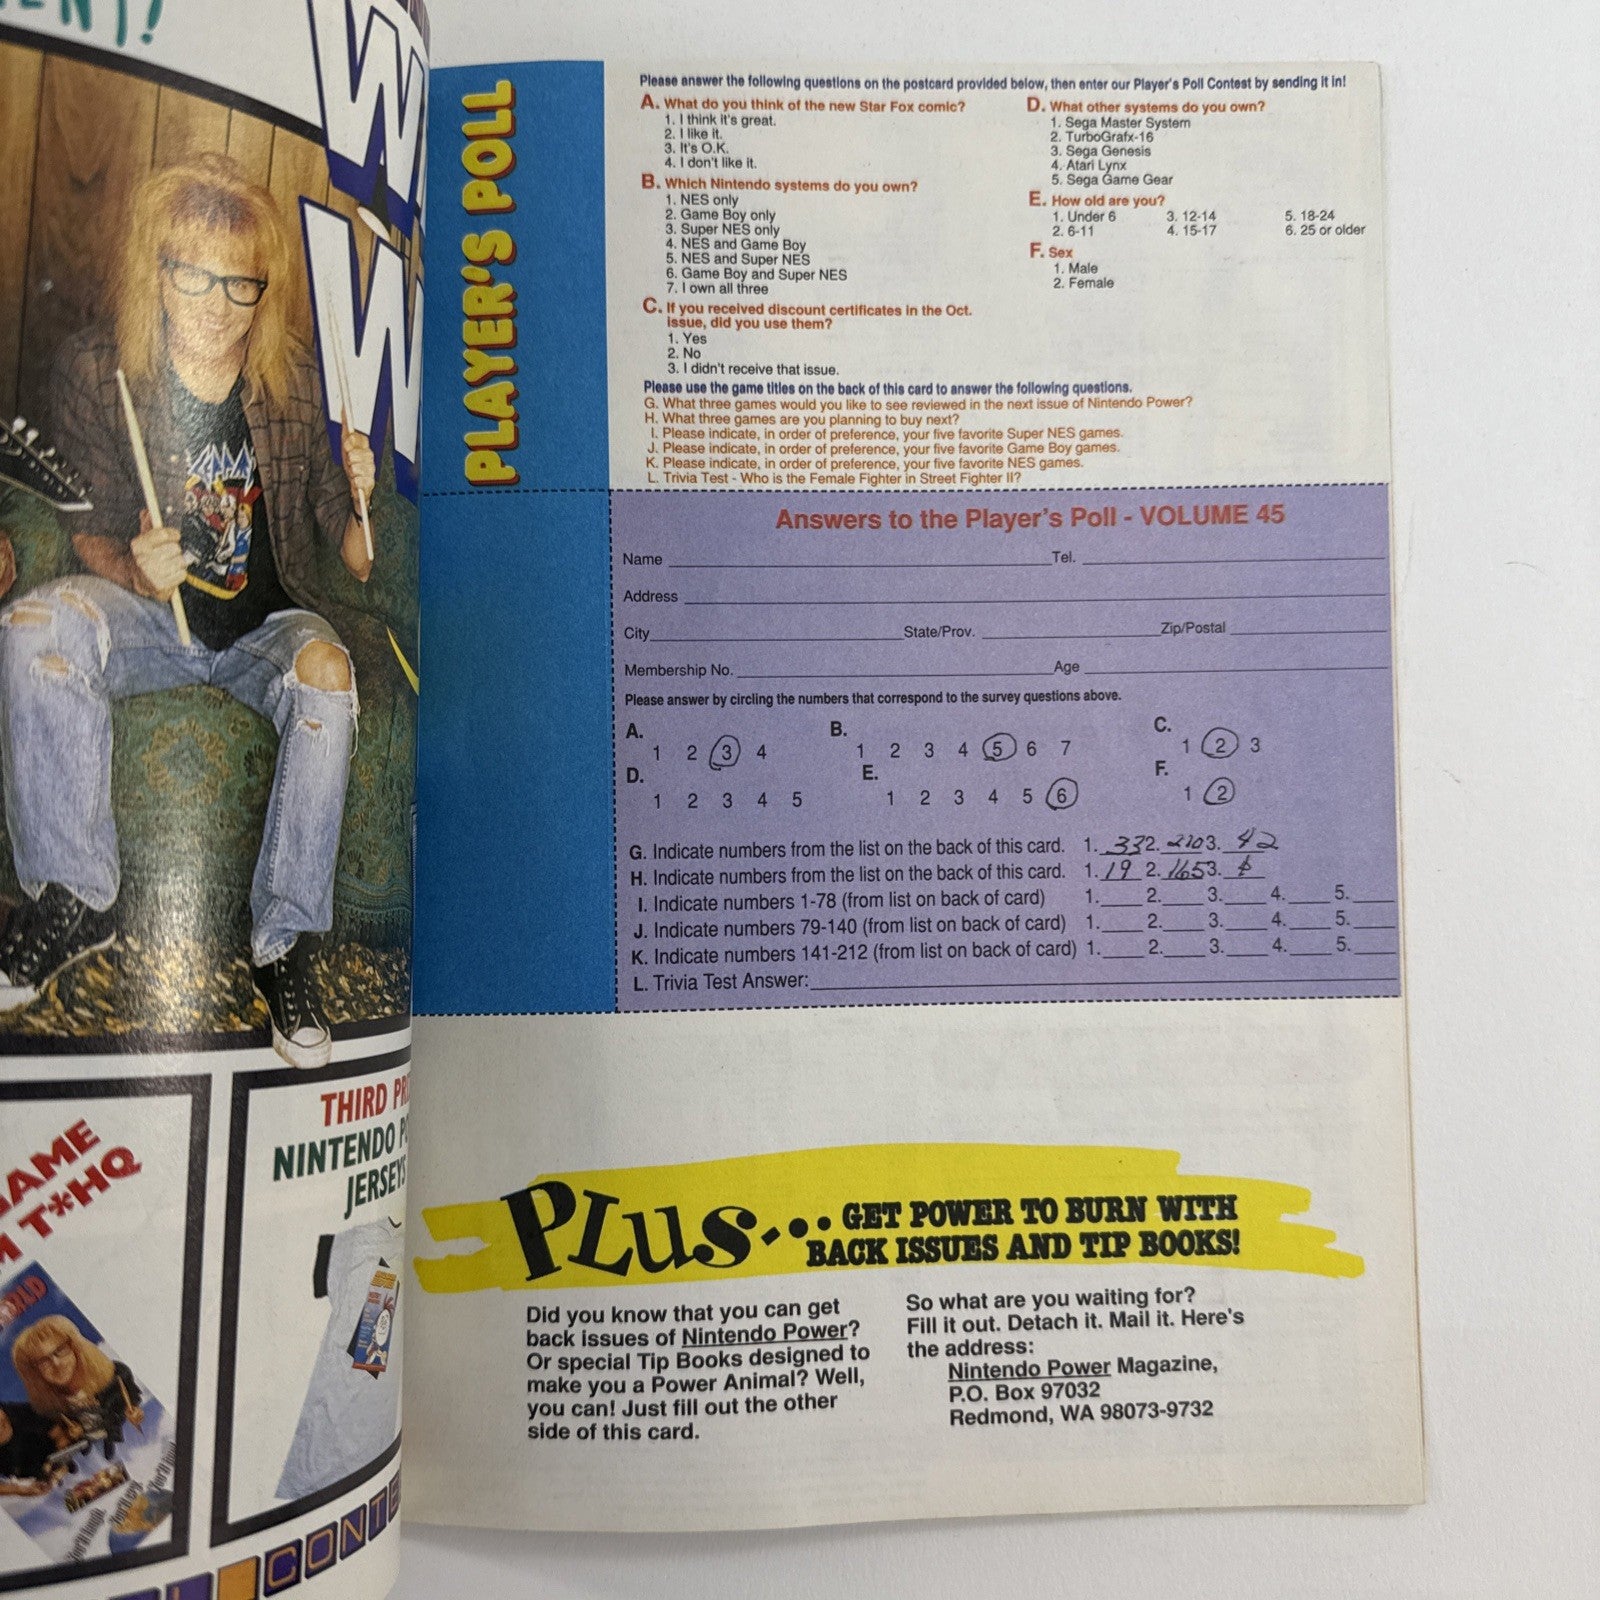 PLAYER'S POLL
Please answer the following questions on the postcard provided below, then enter our Player's Poll Contest by sending it in!
A. What do you think of the new Star Fox comic?
1. I think it's great.
2. I like it.
3. It's O.K.
4. I don't like it.
B. Which Nintendo systems do you own?
1. NES only
2. Game Boy only
3. Super NES only
4. NES and Game Boy
5. NES and Super NES
6. Game Boy and Super NES
7. I own all three
C. If you received discount certificates in the Oct.
issue, did you use them?
1. Yes
2. No
3. I didn't receive that issue.
D. What other systems do you own?
1. Sega Master System
2. TurboGrafx-16
3. Sega Genesis
4. Atari Lynx
5. Sega Game Gear
E. How old are you?
1. Under 6 3. 12-14 5. 18-24
2. 6-11 4. 15-17 6. 25 or older
F. Sex
1. Male
2. Female
Please use the game titles on the back of this card to answer the following questions.
G. What three games would you like to see reviewed in the next issue of Nintendo Power?
H. What three games are you planning to buy next?
I. Please indicate, in order of preference, your five favorite Super NES games.
J. Please indicate, in order of preference, your five favorite Game Boy games.
K. Please indicate, in order of preference, your five favorite NES games.
L. Trivia Test - Who is the Female Fighter in Street Fighter II?
Answers to the Player's Poll - VOLUME 45
Name Tel.
Address
City State/Prov. Zip/Postal
Membership No. Age
Please answer by circling the numbers that correspond to the survey questions above.
A. B. C.
1 2 3 4 1 2 3 4 5 6 7 1 2 3
D. E. F.
1 2 3 4 5 1 2 3 4 5 6 1 2
G. Indicate numbers from the list on the back of this card. 1. 33 2. 210 3. 42
H. Indicate numbers from the list on the back of this card. 1. 19 2. 165 3.
I. Indicate numbers 1-78 (from list on back of card) 1. 2. 3. 4. 5.
J. Indicate numbers 79-140 (from list on back of card) 1. 2. 3. 4. 5.
K. Indicate numbers 141-212 (from list on back of card) 1. 2. 3. 4. 5.
L. Trivia Test Answer:
PLUS... GET POWER TO BURN WITH
BACK ISSUES AND TIP BOOKS!
Did you know that you can get
back issues of Nintendo Power?
Or special Tip Books designed to
make you a Power Animal? Well,
you can! Just fill out the other
side of this card.
So what are you waiting for?
Fill it out. Detach it. Mail it. Here's
the address:
Nintendo Power Magazine,
P.O. Box 97032
Redmond, WA 98073-9732
THIRD
NINTENDO
JERSEYS
GAME
T*HQ